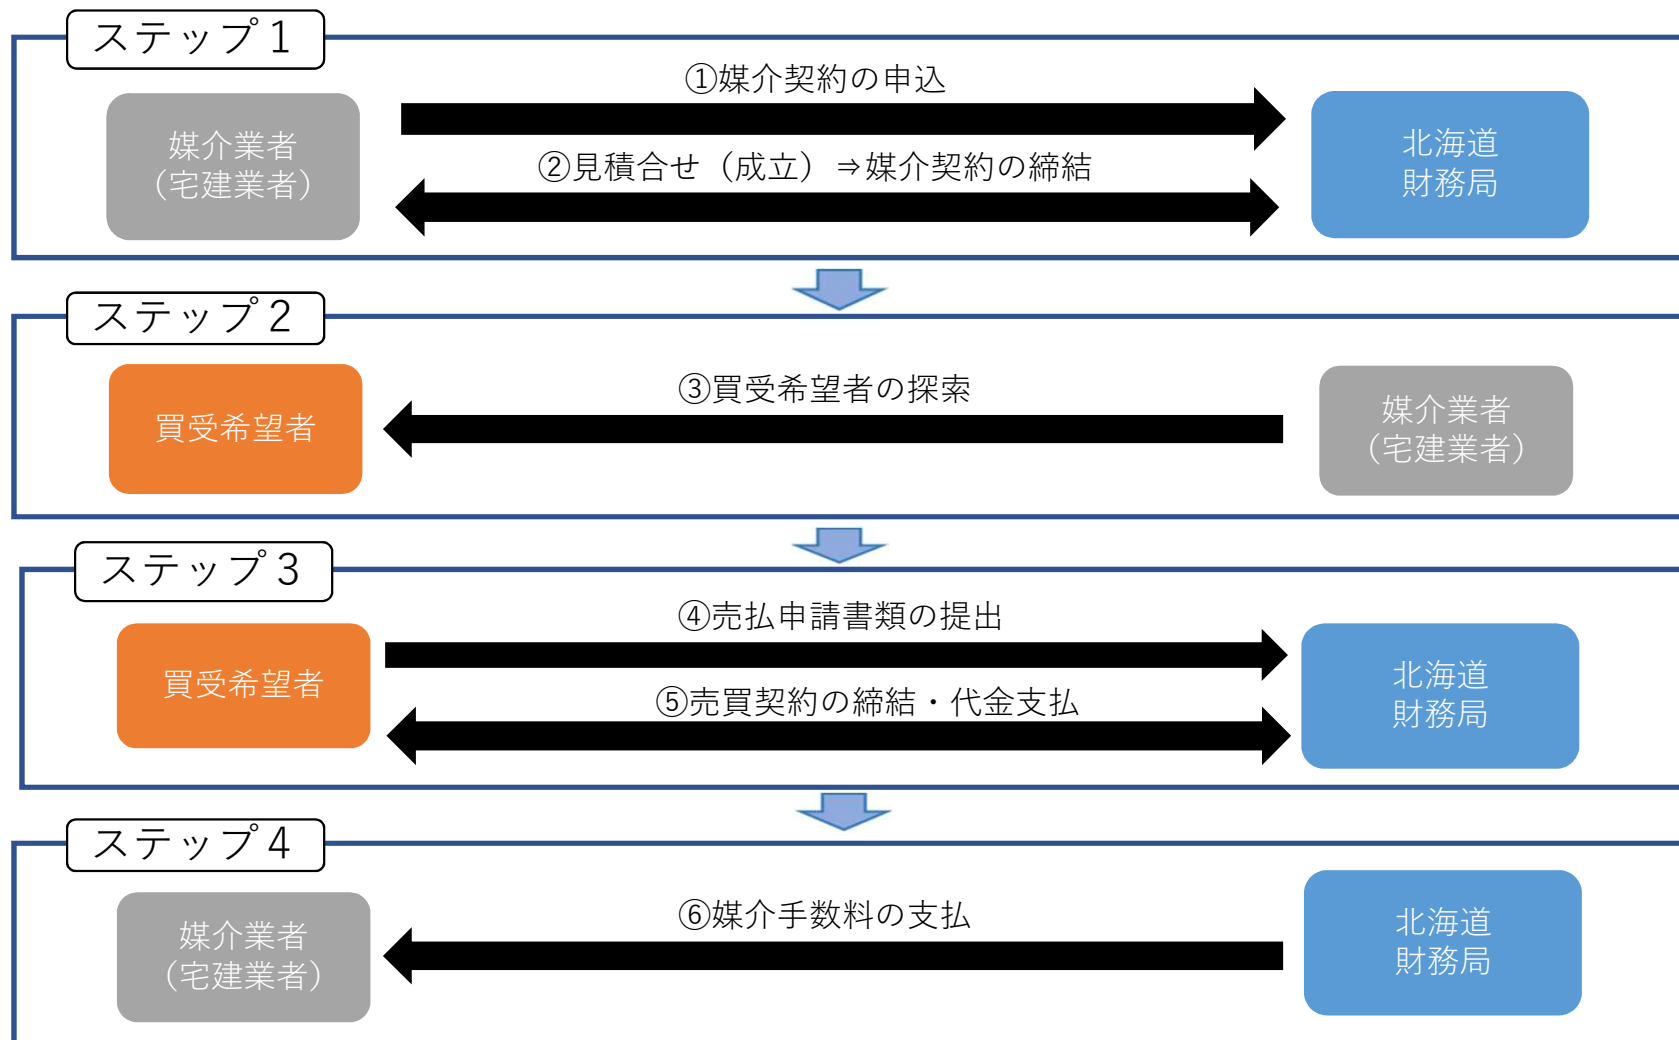 ステップ１
①媒介契約の申込
媒介業者
（宅建業者）
②見積合せ（成立）⇒媒介契約の締結
北海道
財務局
ステップ２
買受希望者
③買受希望者の探索
媒介業者
（宅建業者）
ステップ３
④売払申請書類の提出
買受希望者
⑤売買契約の締結・代金支払
北海道
財務局
ステップ４
媒介業者
（宅建業者）
⑥媒介手数料の支払
北海道
財務局